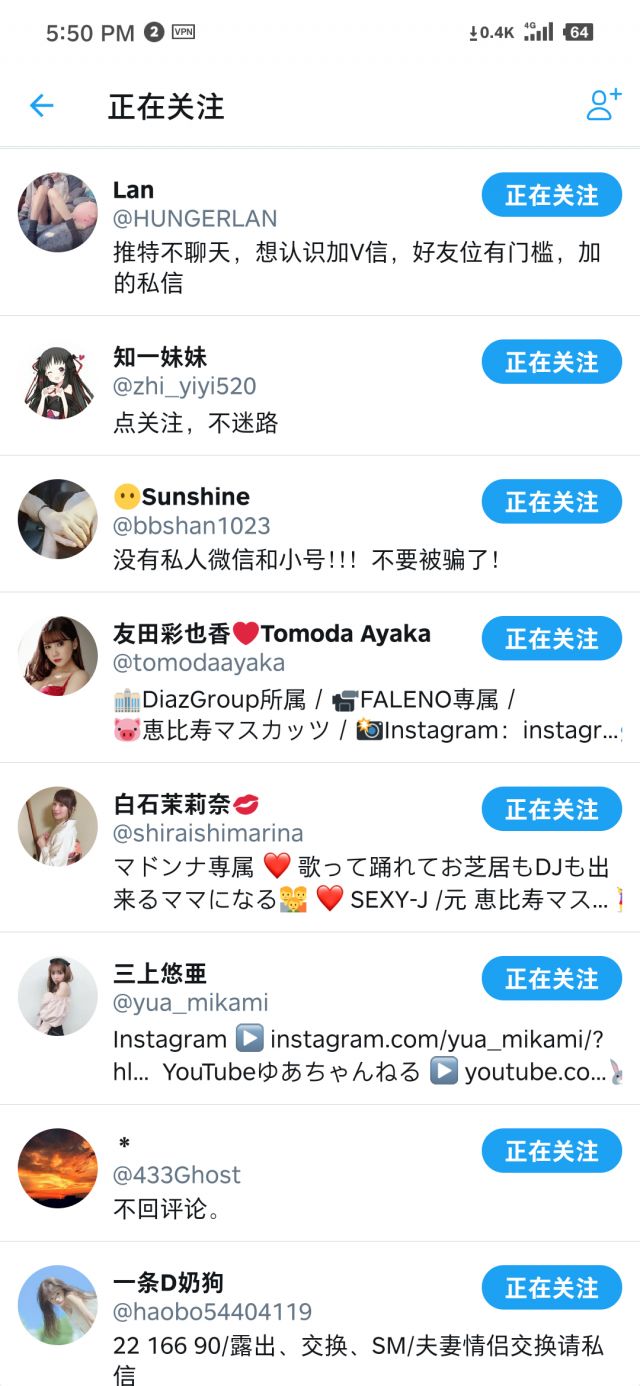 5:50 PM 2 VPN 0.4K 4G 64
正在关注
Lan 正在关注
@HUNGERLAN
推特不聊天，想认识加V信，好友位有门槛，加
的私信
知一妹妹 正在关注
@zhi_yiyi520
点关注，不迷路
😶Sunshine 正在关注
@bbshan1023
没有私人微信和小号!!！不要被骗了!
友田彩也香❤️Tomoda Ayaka 正在关注
@tomodaayaka
🏢DiazGroup所属 / 🎥FALENO専属 /
🐷恵比寿マスカッツ / 📸Instagram：instagr...
白石茉莉奈💋 正在关注
@shiraishimarina
マドンナ専属 ❤️ 歌って踊れてお芝居もDJも出
来るママになる👪 ❤️ SEXY-J /元 恵比寿マス...
三上悠亜 正在关注
@yua_mikami
Instagram ▶️ instagram.com/yua_mikami/?
hl... YouTubeゆあちゃんねる ▶️ youtube.co...
* 正在关注
@433Ghost
不回评论。
一条D奶狗 正在关注
@haobo54404119
22 166 90/露出、交换、SM/夫妻情侣交换请私
信